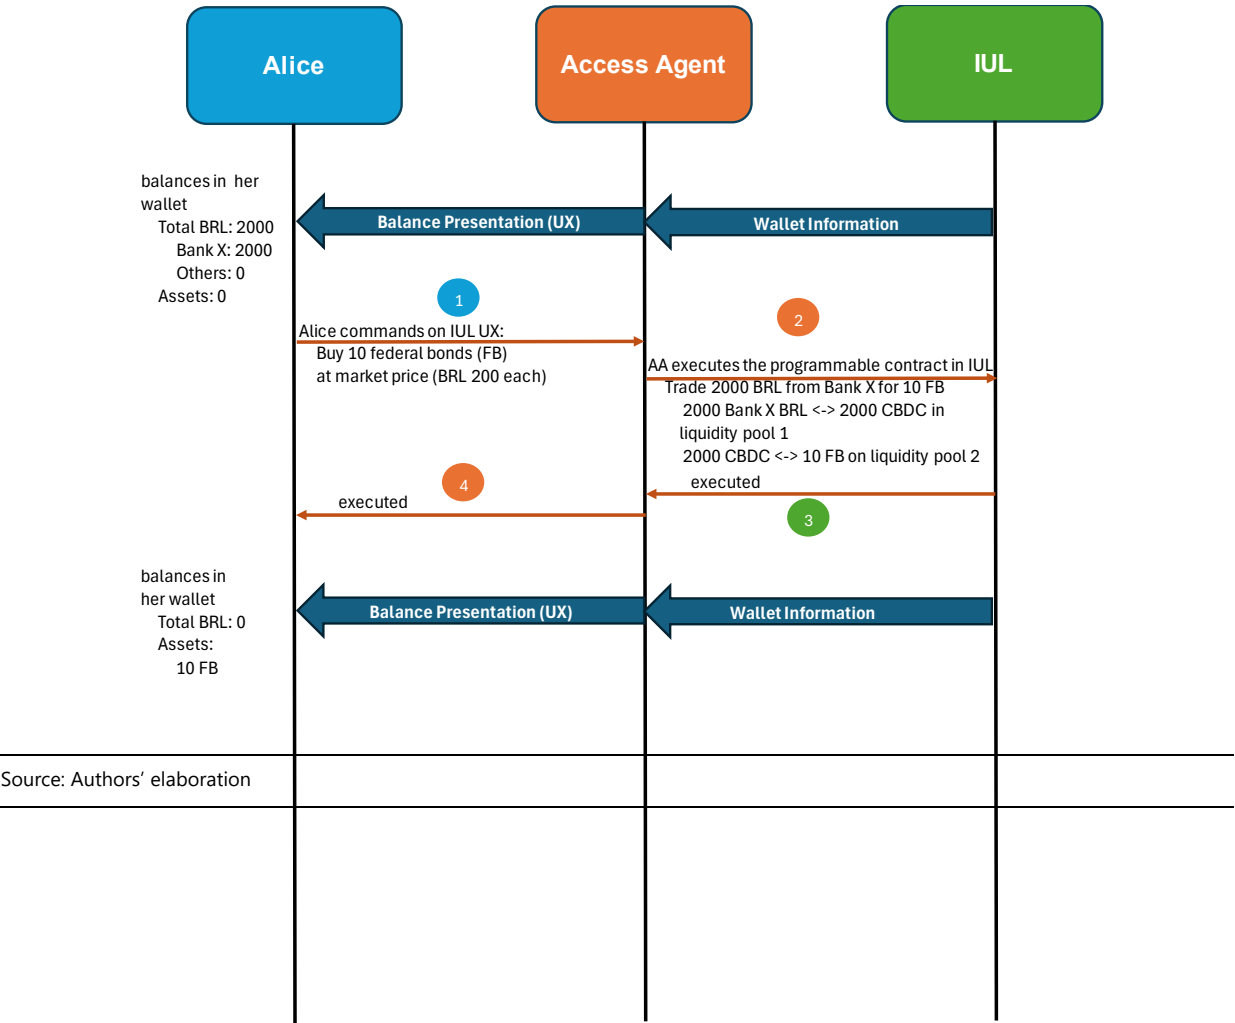 Alice
Access Agent
IUL
balances in her
wallet
Total BRL: 2000
Bank X: 2000
Others: 0
Assets: 0
Balance Presentation (UX)
Wallet Information
1
2
Alice commands on IUL UX:
Buy 10 federal bonds (FB)
at market price (BRL 200 each)
AA executes the programmable contract in IUL
Trade 2000 BRL from Bank X for 10 FB
2000 Bank X BRL <-> 2000 CBDC in
liquidity pool 1
2000 CBDC <-> 10 FB on liquidity pool 2
executed
4
executed
3
balances in
her wallet
Total BRL: 0
Assets:
10 FB
Balance Presentation (UX)
Wallet Information
Source: Authors’ elaboration